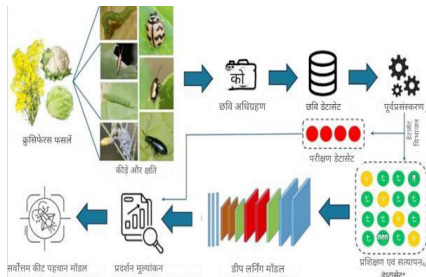 को
छवि अधिग्रहण
छवि डेटासेट
पूर्वप्रसंस्करण
क्रुसिफेरस फसलें
कीड़े और क्षति
डेटासेट
विभाजन
परीक्षण डेटासेट
सर्वोत्तम कीट पहचान मॉडल
प्रदर्शन मूल्यांकन
डीप लर्निंग मॉडल
प्रशिक्षण एवं सत्यापन